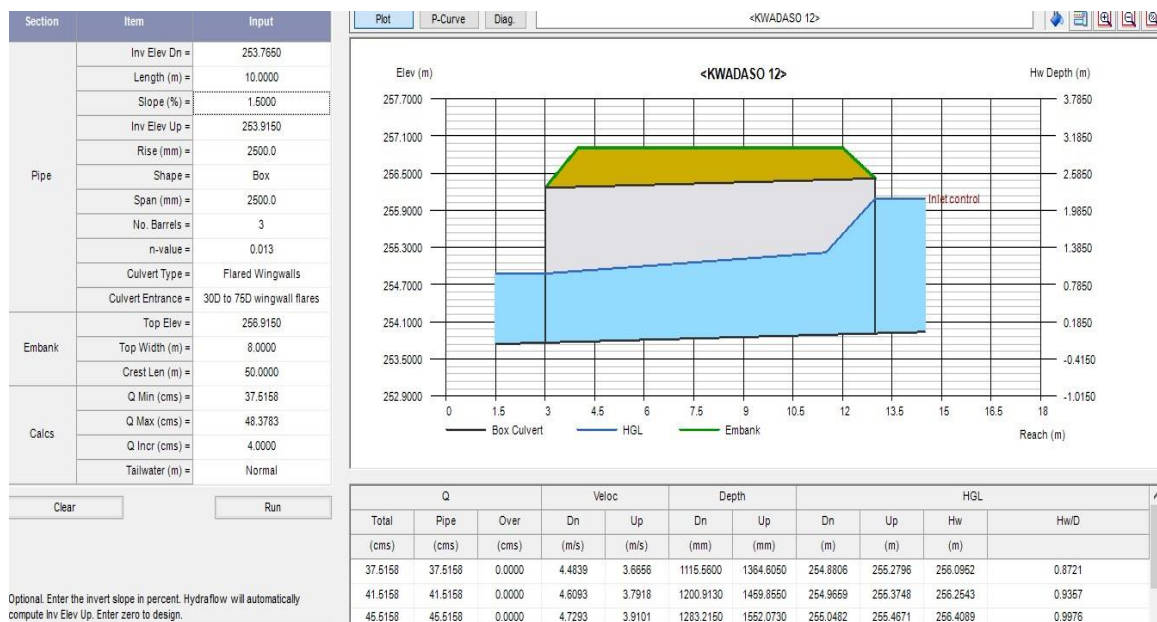 Section Item Input
Pipe
Inv Elev Dn = 253.7650
Length (m) = 10.0000
Slope (%) = 1.5000
Inv Elev Up = 253.9150
Rise (mm) = 2500.0
Shape = Box
Span (mm) = 2500.0
No. Barrels = 3
n-value = 0.013
Culvert Type = Flared Wingwalls
Culvert Entrance = 30D to 75D wingwall flares
Embank
Top Elev = 256.9150
Top Width (m) = 8.0000
Crest Len (m) = 50.0000
Calcs
Q Min (cms) = 37.5158
Q Max (cms) = 48.3783
Q Incr (cms) = 4.0000
Tailwater (m) = Normal
Clear Run
Optional. Enter the invert slope in percent. Hydraflow will automatically
compute Inv Elev Up. Enter zero to design.
Plot P-Curve Diag. <KWADASO 12>
Elev (m) <KWADASO 12> Hw Depth (m)
257.7000 3.7850
257.1000 3.1850
256.5000 2.5850
255.9000 1.9850
255.3000 1.3850
254.7000 0.7850
254.1000 0.1850
253.5000 -0.4150
252.9000 -1.0150
Inlet control
0 1.5 3 4.5 6 7.5 9 10.5 12 13.5 15 16.5 18
Box Culvert HGL Embank
Reach (m)
Q Veloc Depth HGL
Total Pipe Over Dn Up Dn Up Dn Up Hw Hw/D
(cms) (cms) (cms) (m/s) (m/s) (mm) (mm) (m) (m) (m)
37.5158 37.5158 0.0000 4.4839 3.6656 1115.5600 1364.6050 254.8806 255.2796 256.0952 0.8721
41.5158 41.5158 0.0000 4.6093 3.7918 1200.9130 1459.8550 254.9659 255.3748 256.2543 0.9357
45.5158 45.5158 0.0000 4.7293 3.9101 1283.2150 1552.0730 255.0482 255.4671 256.4089 0.9976